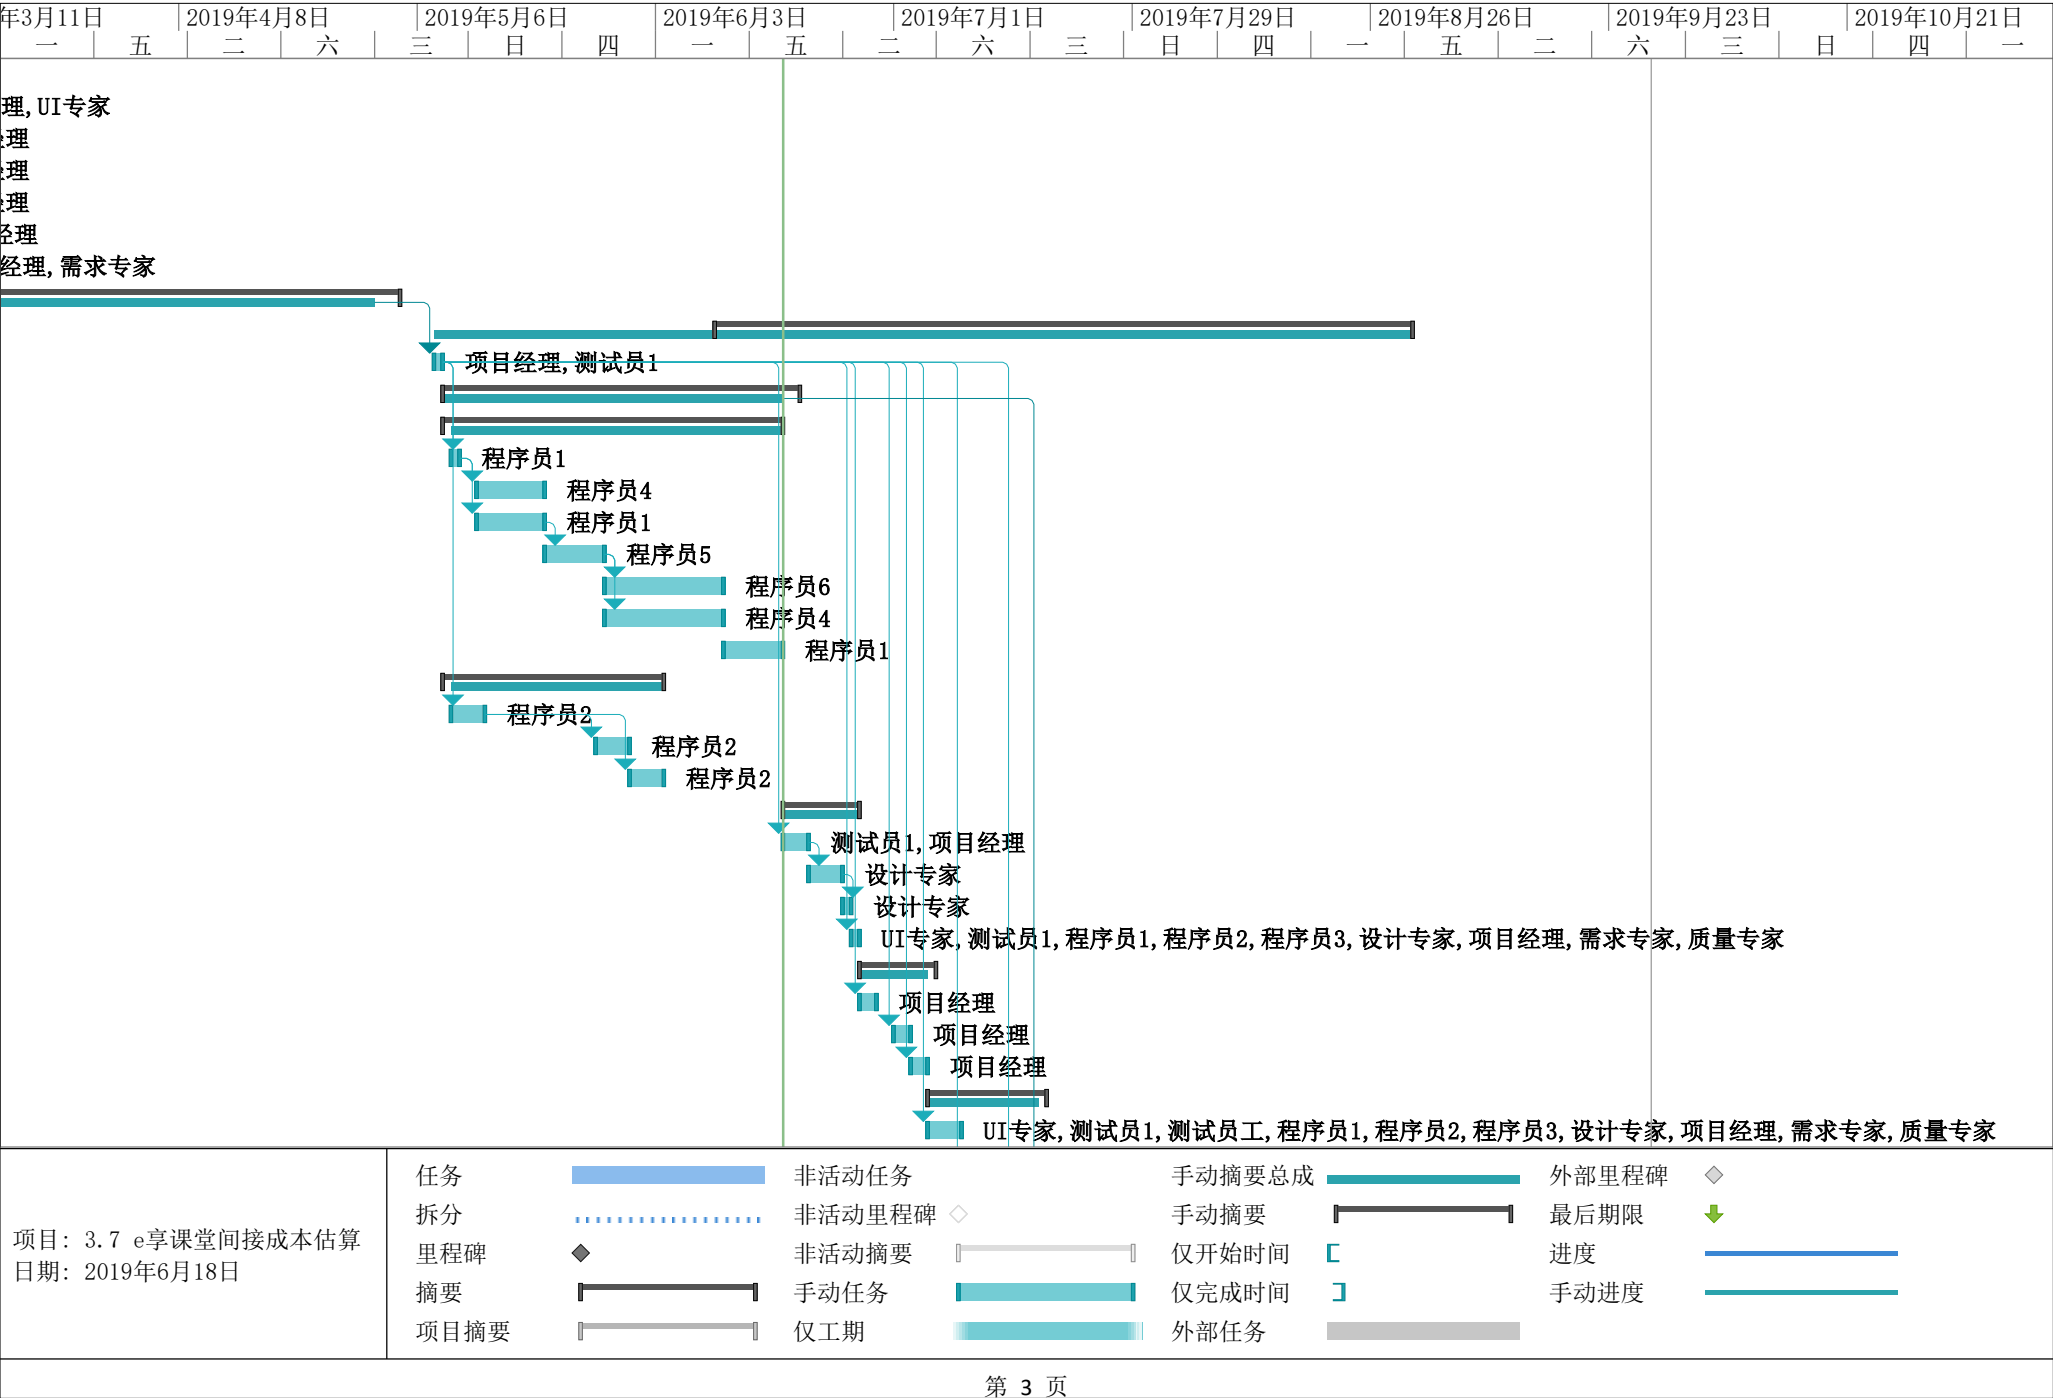 年3月11日 2019年4月8日 2019年5月6日 2019年6月3日 2019年7月1日 2019年7月29日 2019年8月26日 2019年9月23日 2019年10月21日
一 五 二 六 三 日 四 一 五 二 六 三 日 四 一 五 二 六 三 日 四 一
理,UI专家
理
理
理
经理
经理,需求专家
项目经理,测试员1
程序员1
程序员4
程序员1
程序员5
程序员6
程序员4
程序员1
程序员2
程序员2
程序员2
测试员1,项目经理
设计专家
设计专家
UI专家,测试员1,程序员1,程序员2,程序员3,设计专家,项目经理,需求专家,质量专家
项目经理
项目经理
项目经理
UI专家,测试员1,测试员工,程序员1,程序员2,程序员3,设计专家,项目经理,需求专家,质量专家
项目: 3.7 e享课堂间接成本估算
日期: 2019年6月18日
任务
拆分
里程碑
摘要
项目摘要
非活动任务
非活动里程碑
非活动摘要
手动任务
仅工期
手动摘要总成
手动摘要
仅开始时间
仅完成时间
外部任务
外部里程碑
最后期限
进度
手动进度
第 3 页